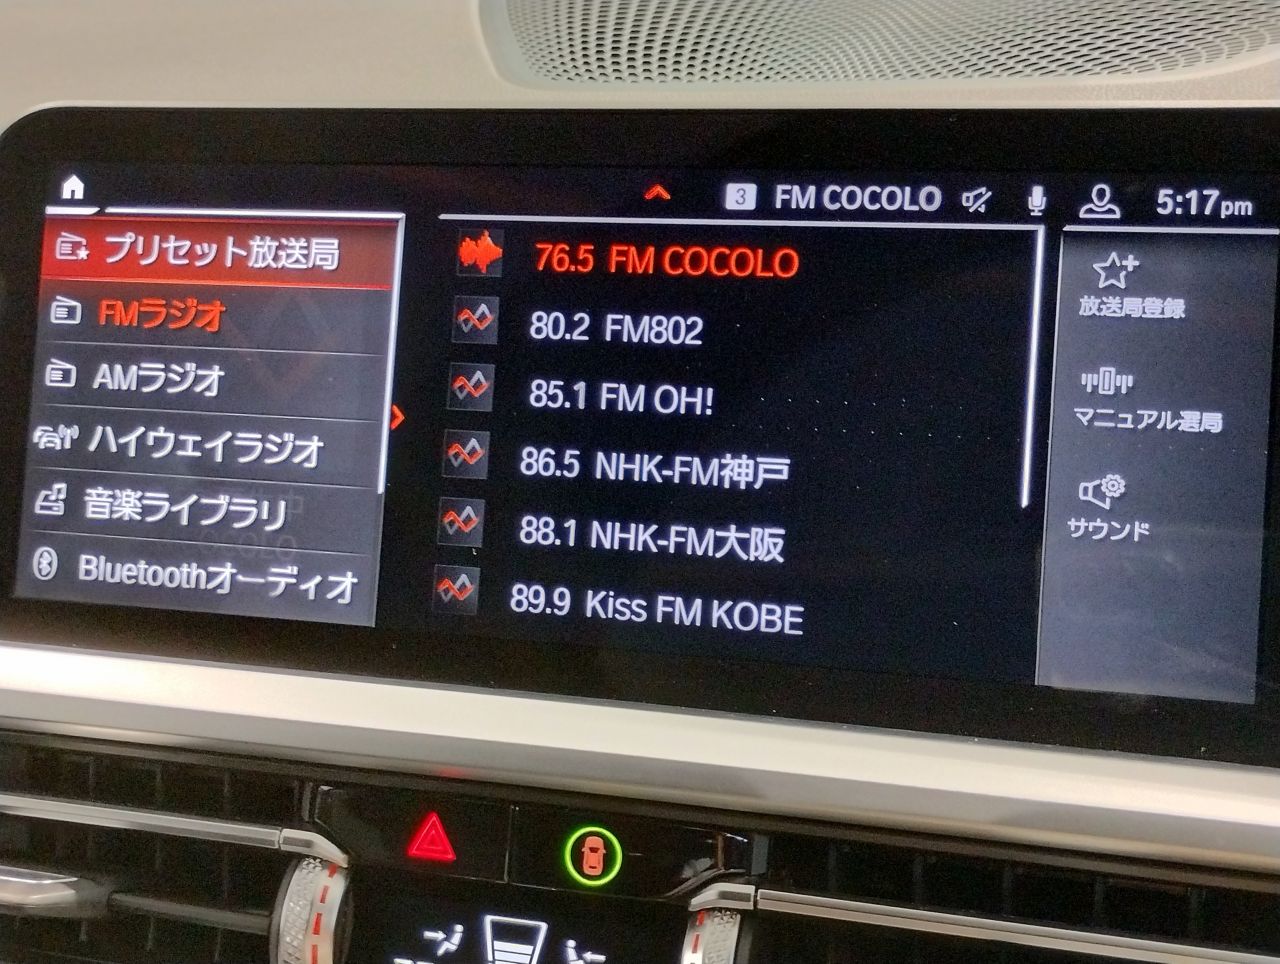 3 FM COCOLO 5:17pm
プリセット放送局
FMラジオ
AMラジオ
ハイウェイラジオ
音楽ライブラリ
Bluetoothオーディオ
76.5 FM COCOLO
80.2 FM802
85.1 FM OH!
86.5 NHK-FM神戸
88.1 NHK-FM大阪
89.9 Kiss FM KOBE
放送局登録
マニュアル選局
サウンド